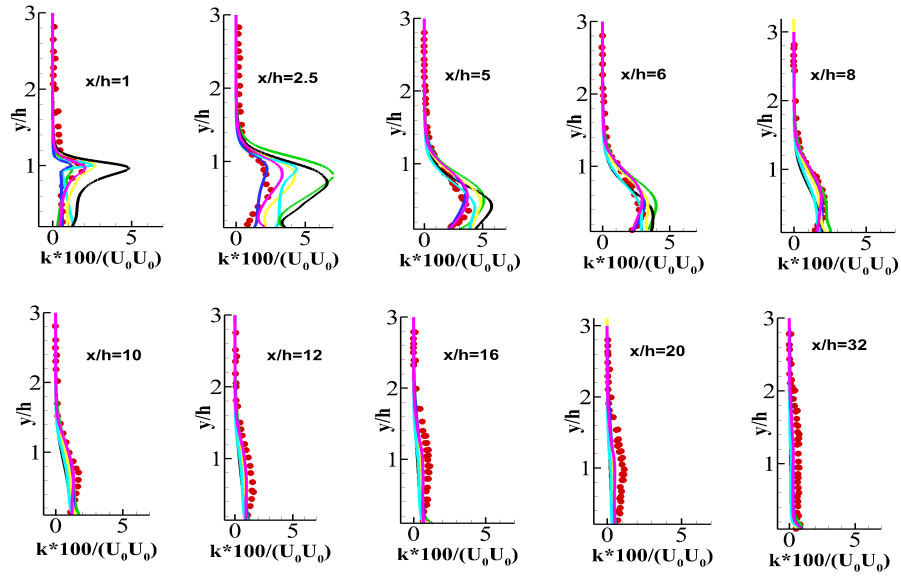 3
2
1
y/h
x/h=1
0
5
k*100/(U₀U₀)
3
2
1
y/h
x/h=2.5
0
5
k*100/(U₀U₀)
3
2
1
y/h
x/h=5
0
5
k*100/(U₀U₀)
3
2
1
y/h
x/h=6
0
5
k*100/(U₀U₀)
3
2
1
y/h
x/h=8
0
5
k*100/(U₀U₀)
3
2
1
y/h
x/h=10
0
5
k*100/(U₀U₀)
3
2
1
y/h
x/h=12
0
5
k*100/(U₀U₀)
3
2
1
y/h
x/h=16
0
5
k*100/(U₀U₀)
3
2
1
y/h
x/h=20
0
5
k*100/(U₀U₀)
3
2
1
y/h
x/h=32
0
5
k*100/(U₀U₀)